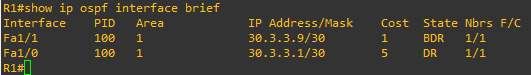 R1#show ip ospf interface brief
Interface    PID   Area            IP Address/Mask    Cost  State Nbrs F/C
Fa1/1        100   1               30.3.3.9/30        1     BDR   1/1
Fa1/0        100   1               30.3.3.1/30        5     DR    1/1
R1#